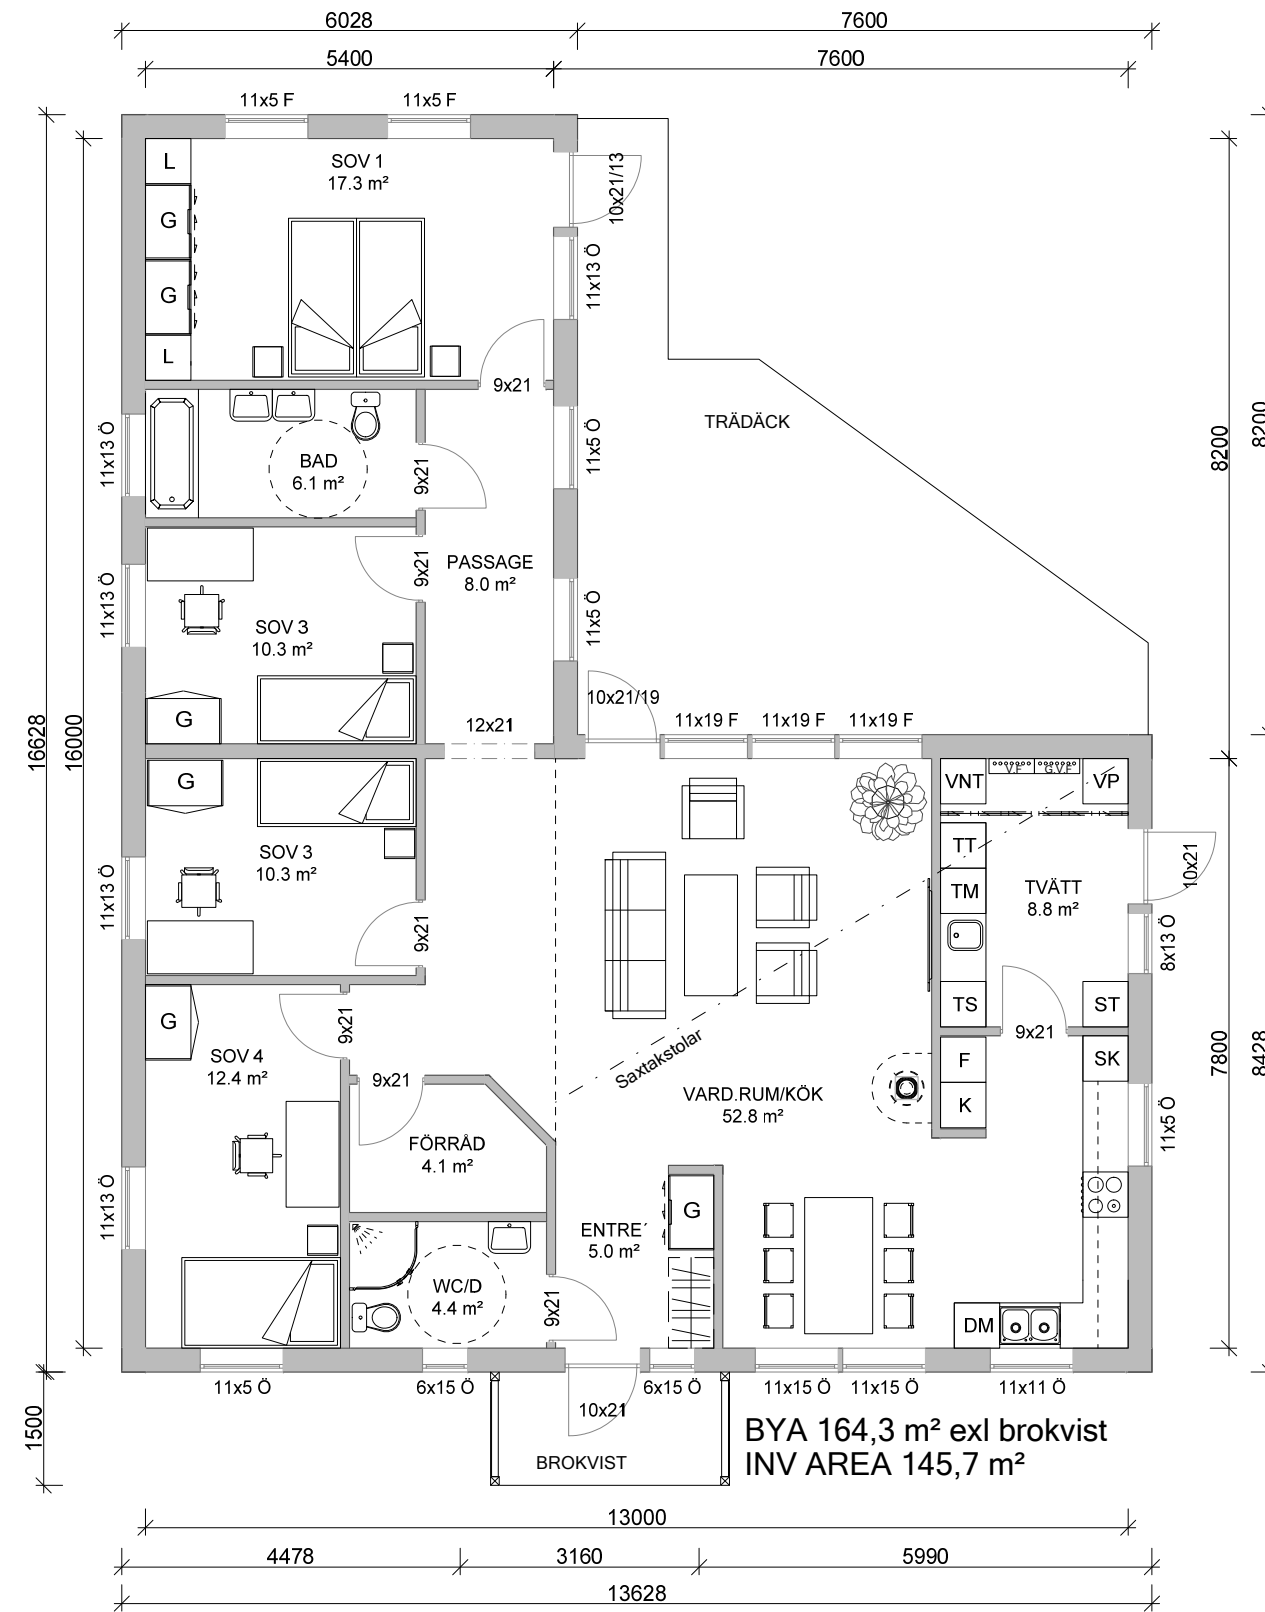 6028
7600
5400
7600
11x5 F
11x5 F
L
SOV 1
17.3 m²
10x21/13
G
G
L
11x13 Ö
9x21
11x13 Ö
BAD
6.1 m²
9x21
11x5 Ö
TRÄDÄCK
8200
8200
11x13 Ö
9x21
PASSAGE
8.0 m²
11x5 Ö
SOV 3
10.3 m²
G
12x21
10x21/19
11x19 F
11x19 F
11x19 F
16628
16000
G
VNT
V.F
G.V.F
VP
SOV 3
10.3 m²
11x13 Ö
9x21
TT
TM
TVÄTT
8.8 m²
10x21
8x13 Ö
TS
ST
9x21
G
SOV 4
12.4 m²
9x21
9x21
Saxtakstolar
VARD.RUM/KÖK
52.8 m²
F
K
SK
11x5 Ö
7800
8428
FÖRRÅD
4.1 m²
11x13 Ö
ENTRE´
5.0 m²
G
WC/D
4.4 m²
9x21
DM
11x5 Ö
6x15 Ö
6x15 Ö
11x15 Ö
11x15 Ö
11x11 Ö
1500
10x21
BROKVIST
BYA 164,3 m² exl brokvist
INV AREA 145,7 m²
13000
4478
3160
5990
13628